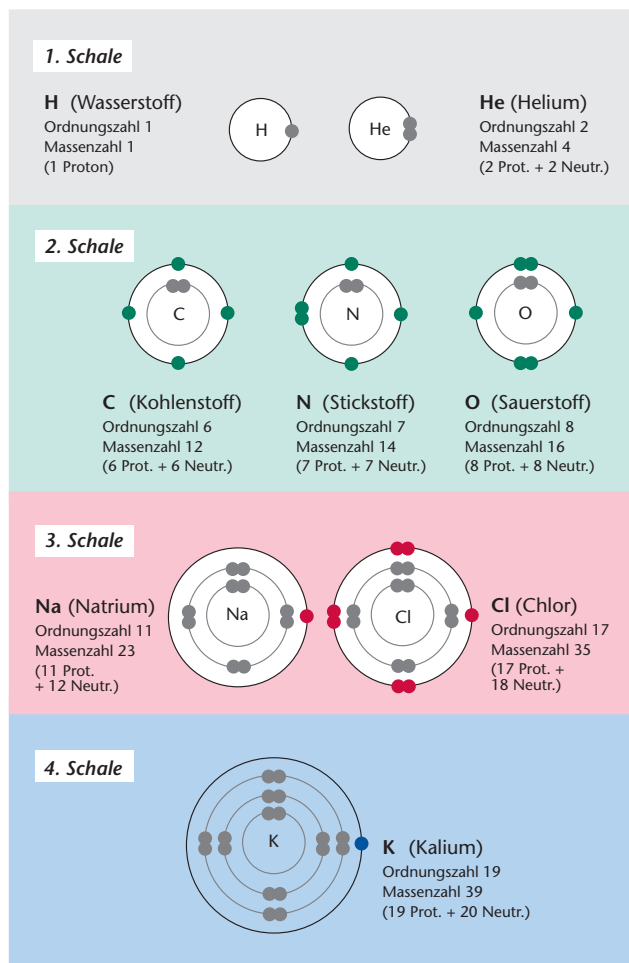 1. Schale
H (Wasserstoff)
Ordnungszahl 1
Massenzahl 1
(1 Proton)
H
He
He (Helium)
Ordnungszahl 2
Massenzahl 4
(2 Prot. + 2 Neutr.)
2. Schale
C
N
O
C (Kohlenstoff)
Ordnungszahl 6
Massenzahl 12
(6 Prot. + 6 Neutr.)
N (Stickstoff)
Ordnungszahl 7
Massenzahl 14
(7 Prot. + 7 Neutr.)
O (Sauerstoff)
Ordnungszahl 8
Massenzahl 16
(8 Prot. + 8 Neutr.)
3. Schale
Na (Natrium)
Ordnungszahl 11
Massenzahl 23
(11 Prot.
+ 12 Neutr.)
Na
Cl
Cl (Chlor)
Ordnungszahl 17
Massenzahl 35
(17 Prot. +
18 Neutr.)
4. Schale
K
K (Kalium)
Ordnungszahl 19
Massenzahl 39
(19 Prot. + 20 Neutr.)